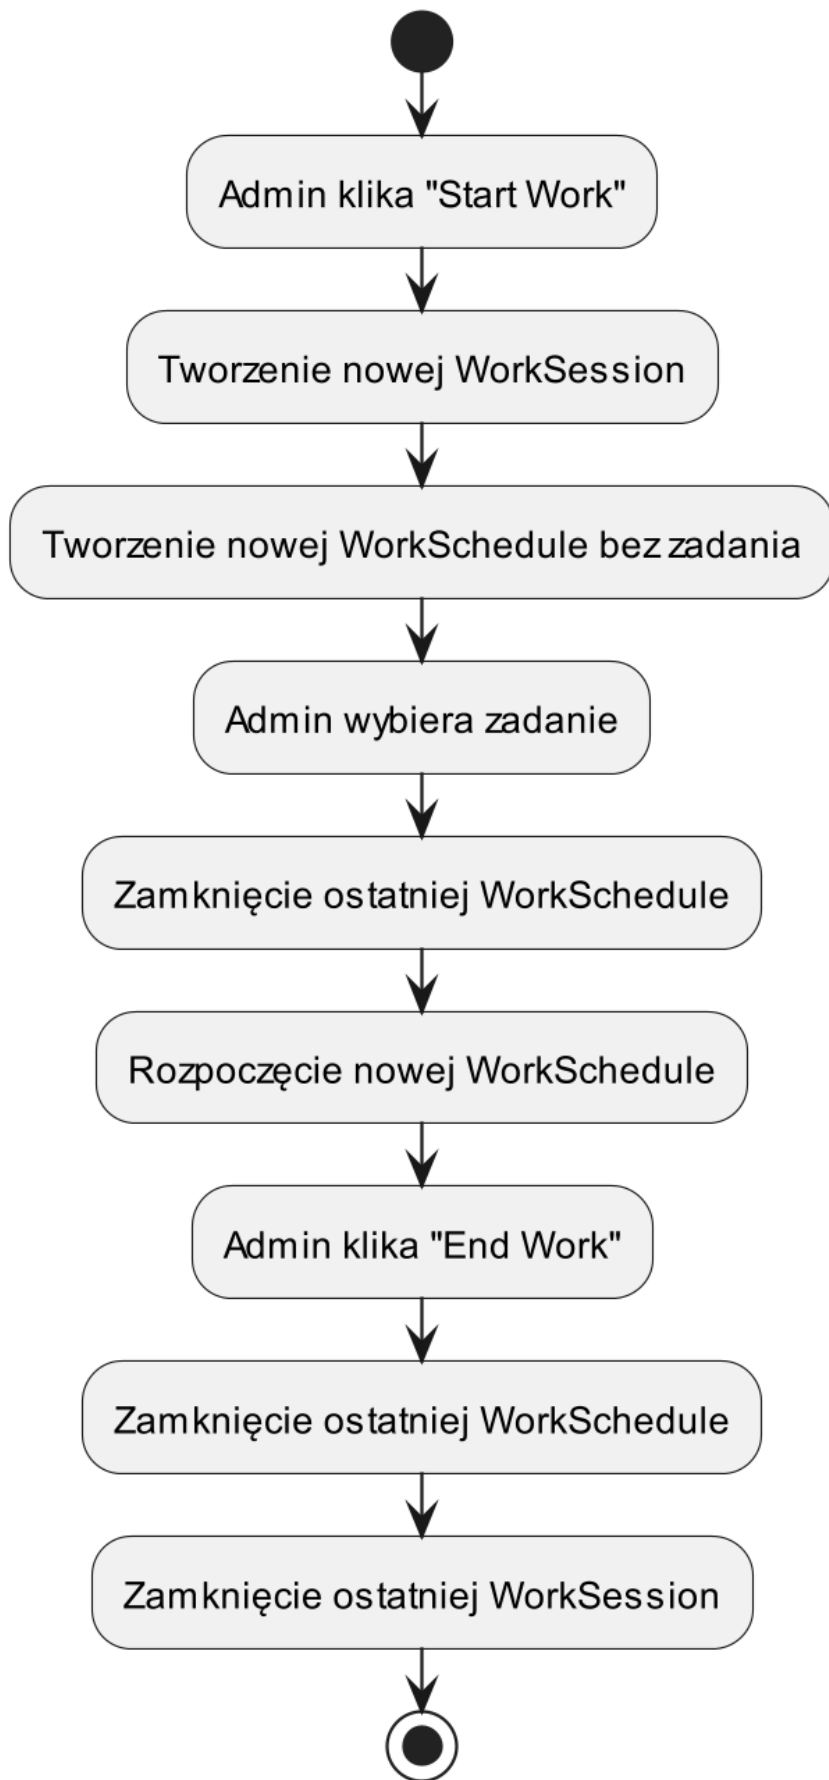 Admin klika "Start Work"
Tworzenie nowej WorkSession
Tworzenie nowej WorkSchedule bez zadania
Admin wybiera zadanie
Zamknięcie ostatniej WorkSchedule
Rozpoczęcie nowej WorkSchedule
Admin klika "End Work"
Zamknięcie ostatniej WorkSchedule
Zamknięcie ostatniej WorkSession